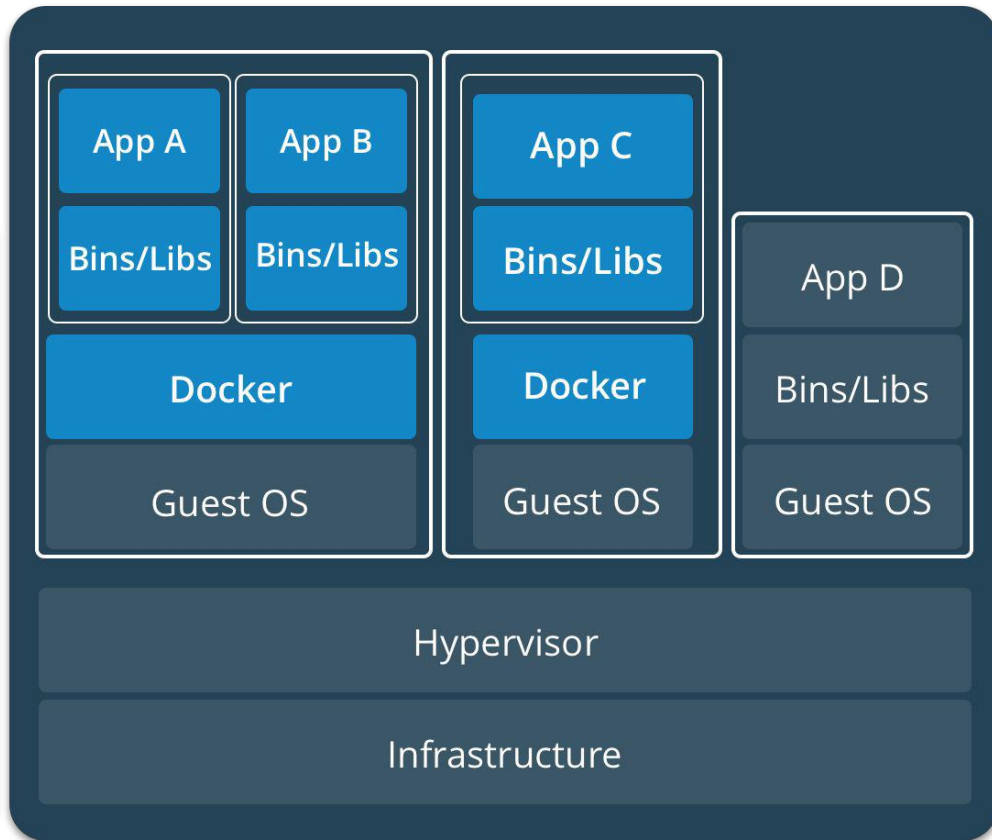 App A
Bins/Libs
App B
Bins/Libs
Docker
Guest OS
App C
Bins/Libs
Docker
Guest OS
App D
Bins/Libs
Guest OS
Hypervisor
Infrastructure